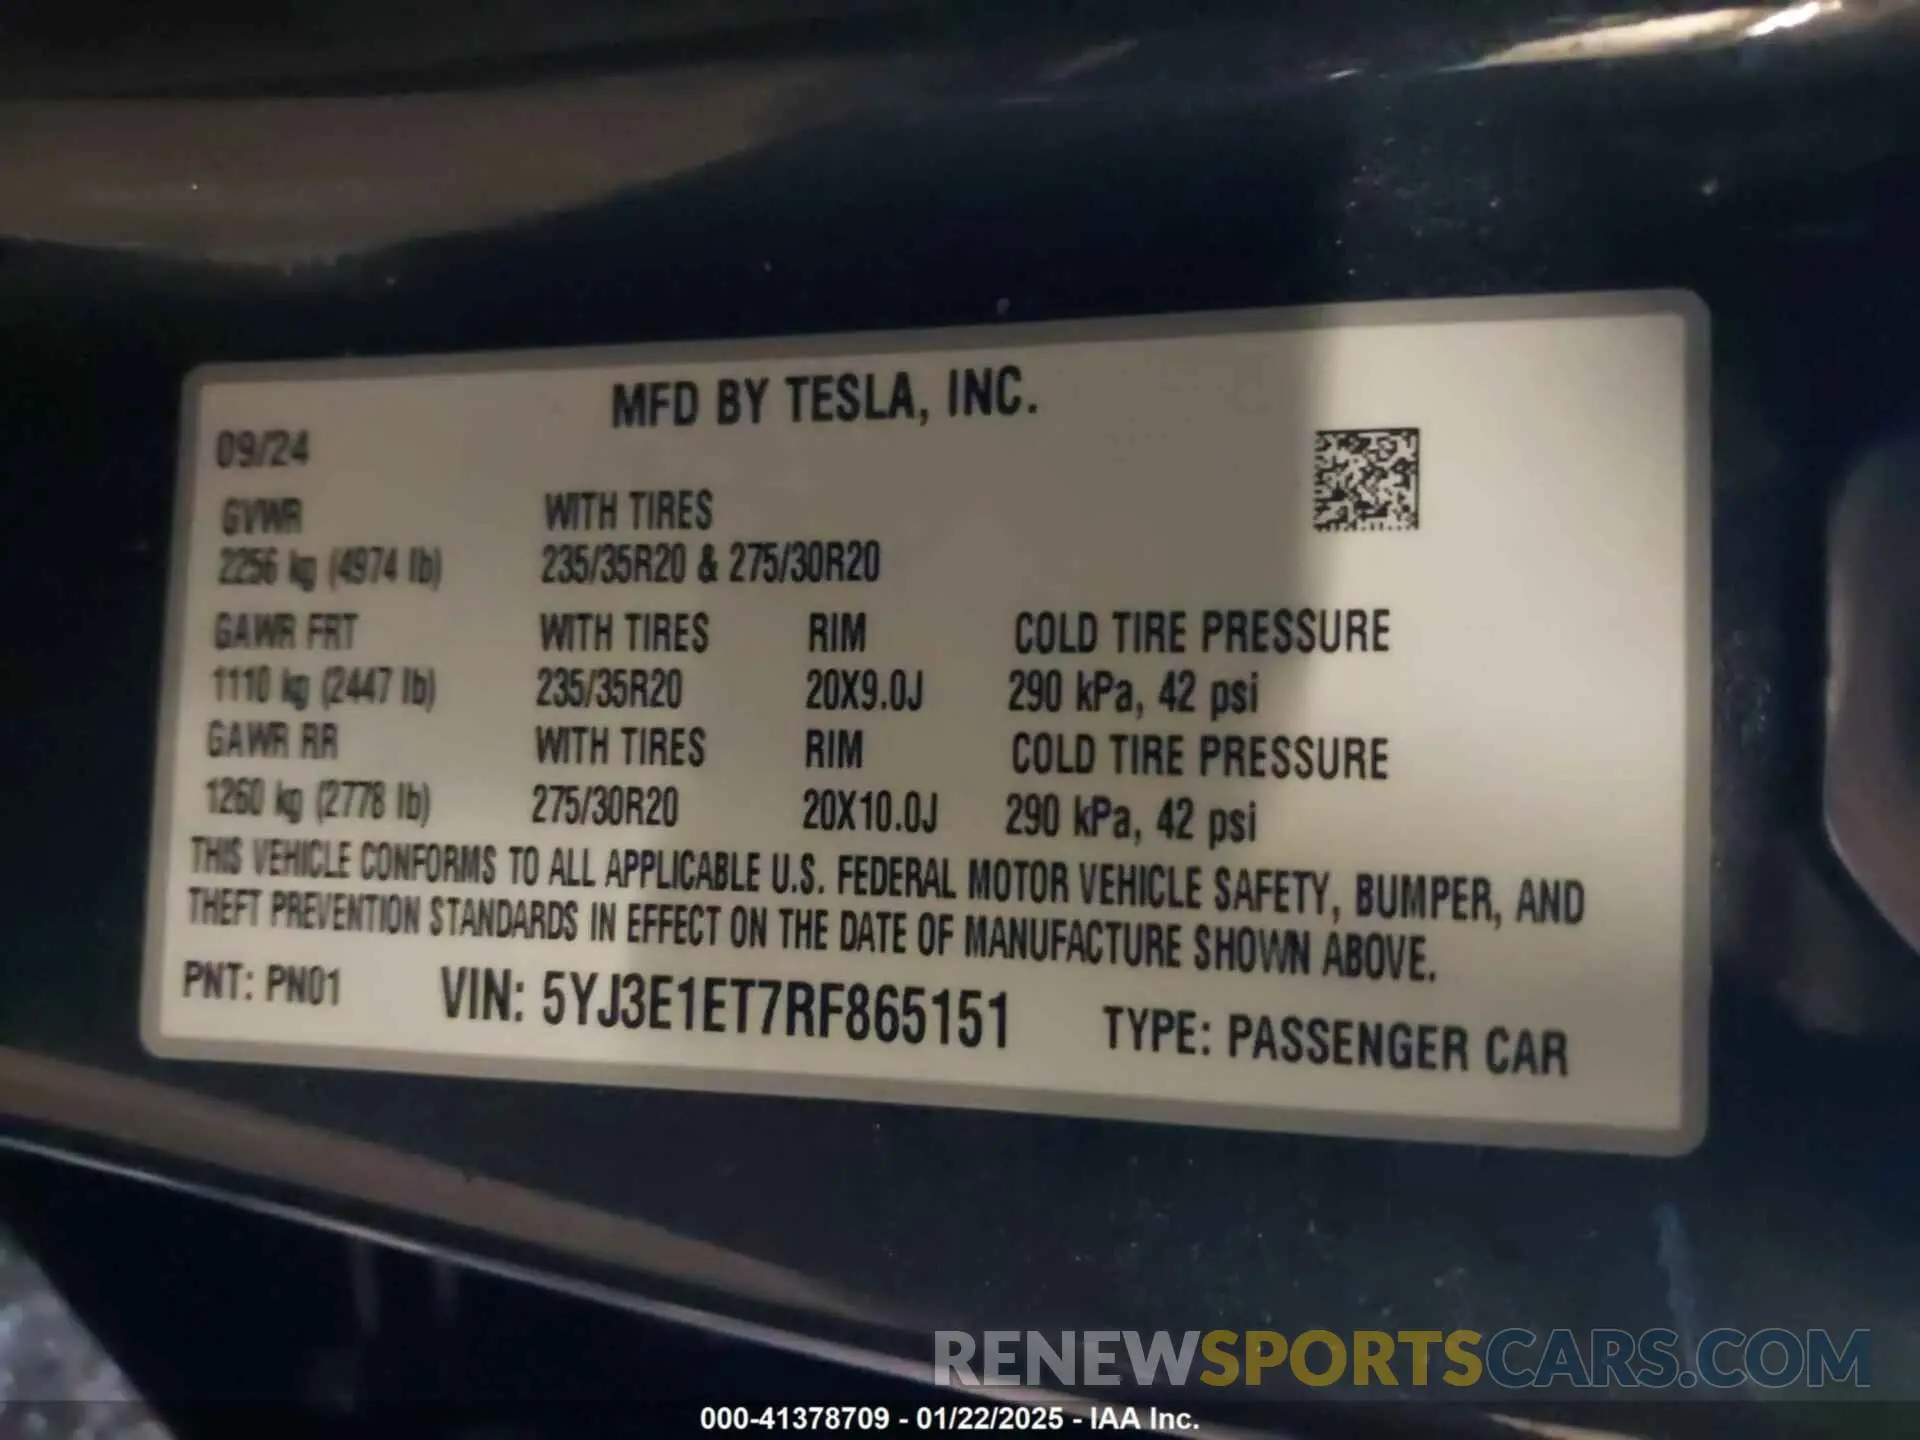 MFD BY TESLA, INC.
09/24
GVWR WITH TIRES
2256 kg (4974 lb) 235/35R20 & 275/30R20
GAWR FRT WITH TIRES RIM COLD TIRE PRESSURE
1110 kg (2447 lb) 235/35R20 20X9.0J 290 kPa, 42 psi
GAWR RR WITH TIRES RIM COLD TIRE PRESSURE
1260 kg (2778 lb) 275/30R20 20X10.0J 290 kPa, 42 psi
THIS VEHICLE CONFORMS TO ALL APPLICABLE U.S. FEDERAL MOTOR VEHICLE SAFETY, BUMPER, AND
THEFT PREVENTION STANDARDS IN EFFECT ON THE DATE OF MANUFACTURE SHOWN ABOVE.
PNT: PN01 VIN: 5YJ3E1ET7RF865151 TYPE: PASSENGER CAR
RENEWSPORTSCARS.COM
000-41378709 - 01/22/2025 - IAA Inc.